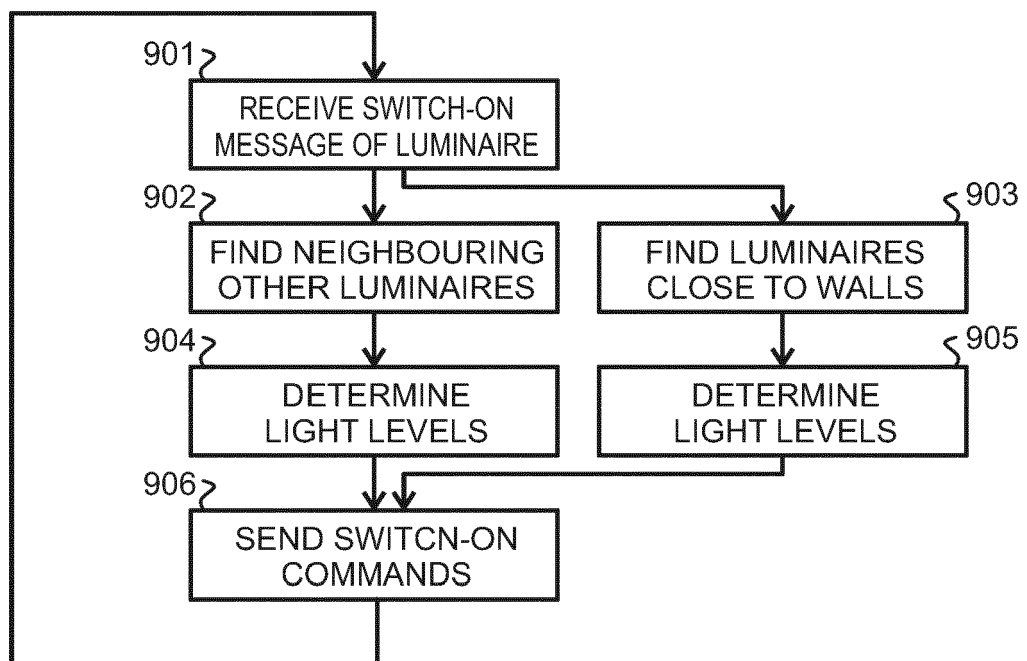 901
RECEIVE SWITCH-ON
MESSAGE OF LUMINAIRE
902
FIND NEIGHBOURING
OTHER LUMINAIRES
903
FIND LUMINAIRES
CLOSE TO WALLS
904
DETERMINE
LIGHT LEVELS
905
DETERMINE
LIGHT LEVELS
906
SEND SWITCN-ON
COMMANDS